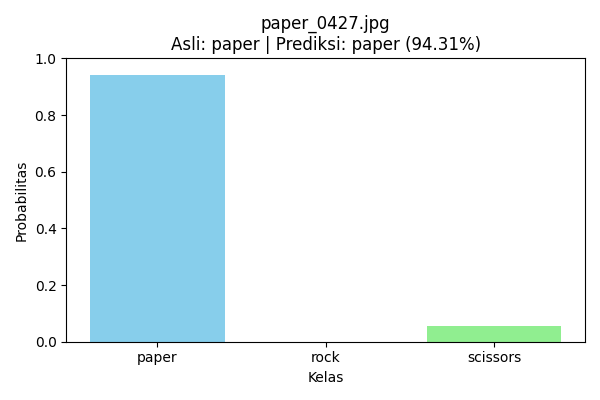 paper_0427.jpg
Asli: paper | Prediksi: paper (94.31%)
1.0
0.8
0.6
0.4
0.2
0.0
Probabilitas
paper rock scissors
Kelas